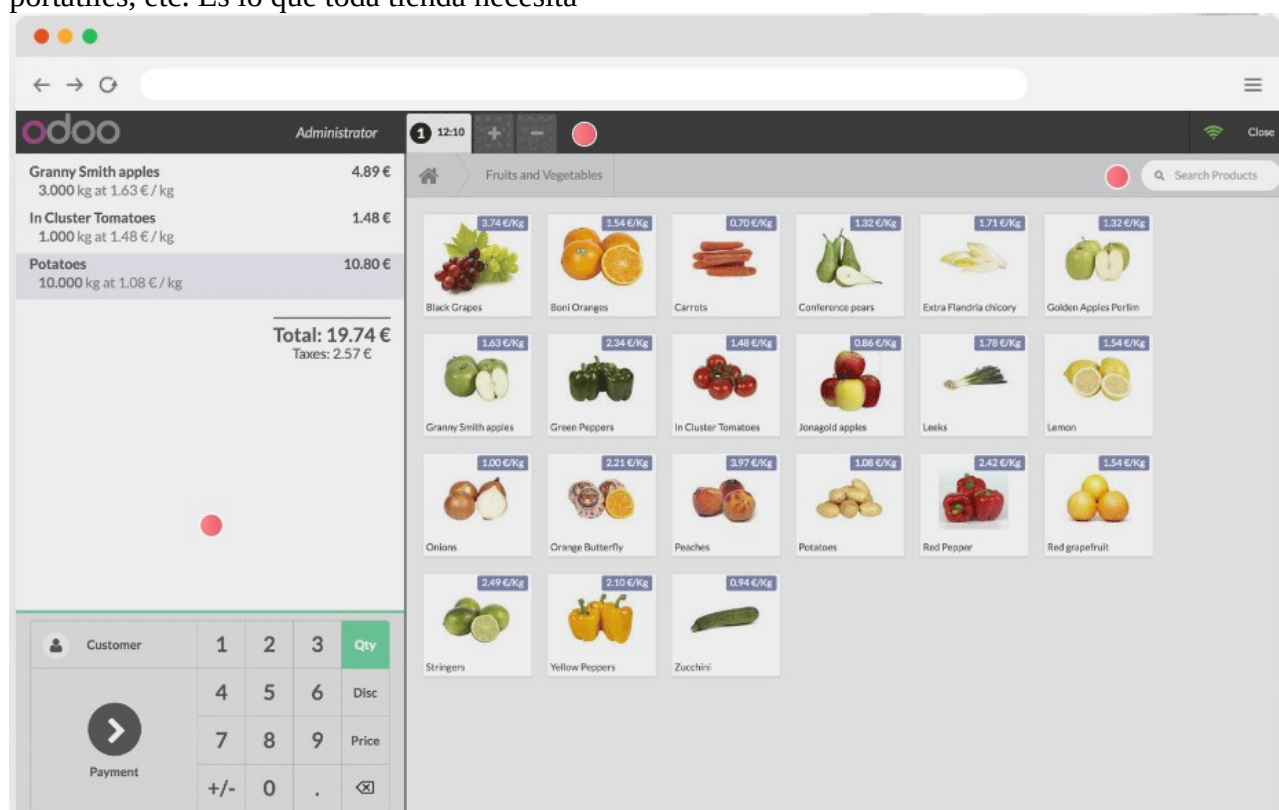 portátiles, etc. Es lo que toda tienda necesita
odoo
Administrator
1 12:10 + -
Close
Granny Smith apples 4.89 €
3.000 kg at 1.63 € / kg
In Cluster Tomatoes 1.48 €
1.000 kg at 1.48 € / kg
Potatoes 10.80 €
10.000 kg at 1.08 € / kg
Total: 19.74 €
Taxes: 2.57 €
Fruits and Vegetables
Search Products
3.74 €/Kg 1.54 €/Kg 0.70 €/Kg 1.32 €/Kg 1.71 €/Kg 1.32 €/Kg
Black Grapes Boni Oranges Carrots Conference pears Extra Flandria chicory Golden Apples Perlim
1.63 €/Kg 2.34 €/Kg 1.48 €/Kg 0.86 €/Kg 1.78 €/Kg 1.54 €/Kg
Granny Smith apples Green Peppers In Cluster Tomatoes Jonagold apples Leeks Lemon
1.00 €/Kg 2.21 €/Kg 3.97 €/Kg 1.08 €/Kg 2.42 €/Kg 1.54 €/Kg
Onions Orange Butterfly Peaches Potatoes Red Pepper Red grapefruit
2.49 €/Kg 2.10 €/Kg 0.94 €/Kg
Stringers Yellow Peppers Zucchini
Customer 1 2 3 Qty
4 5 6 Disc
7 8 9 Price
Payment
+/- 0 .